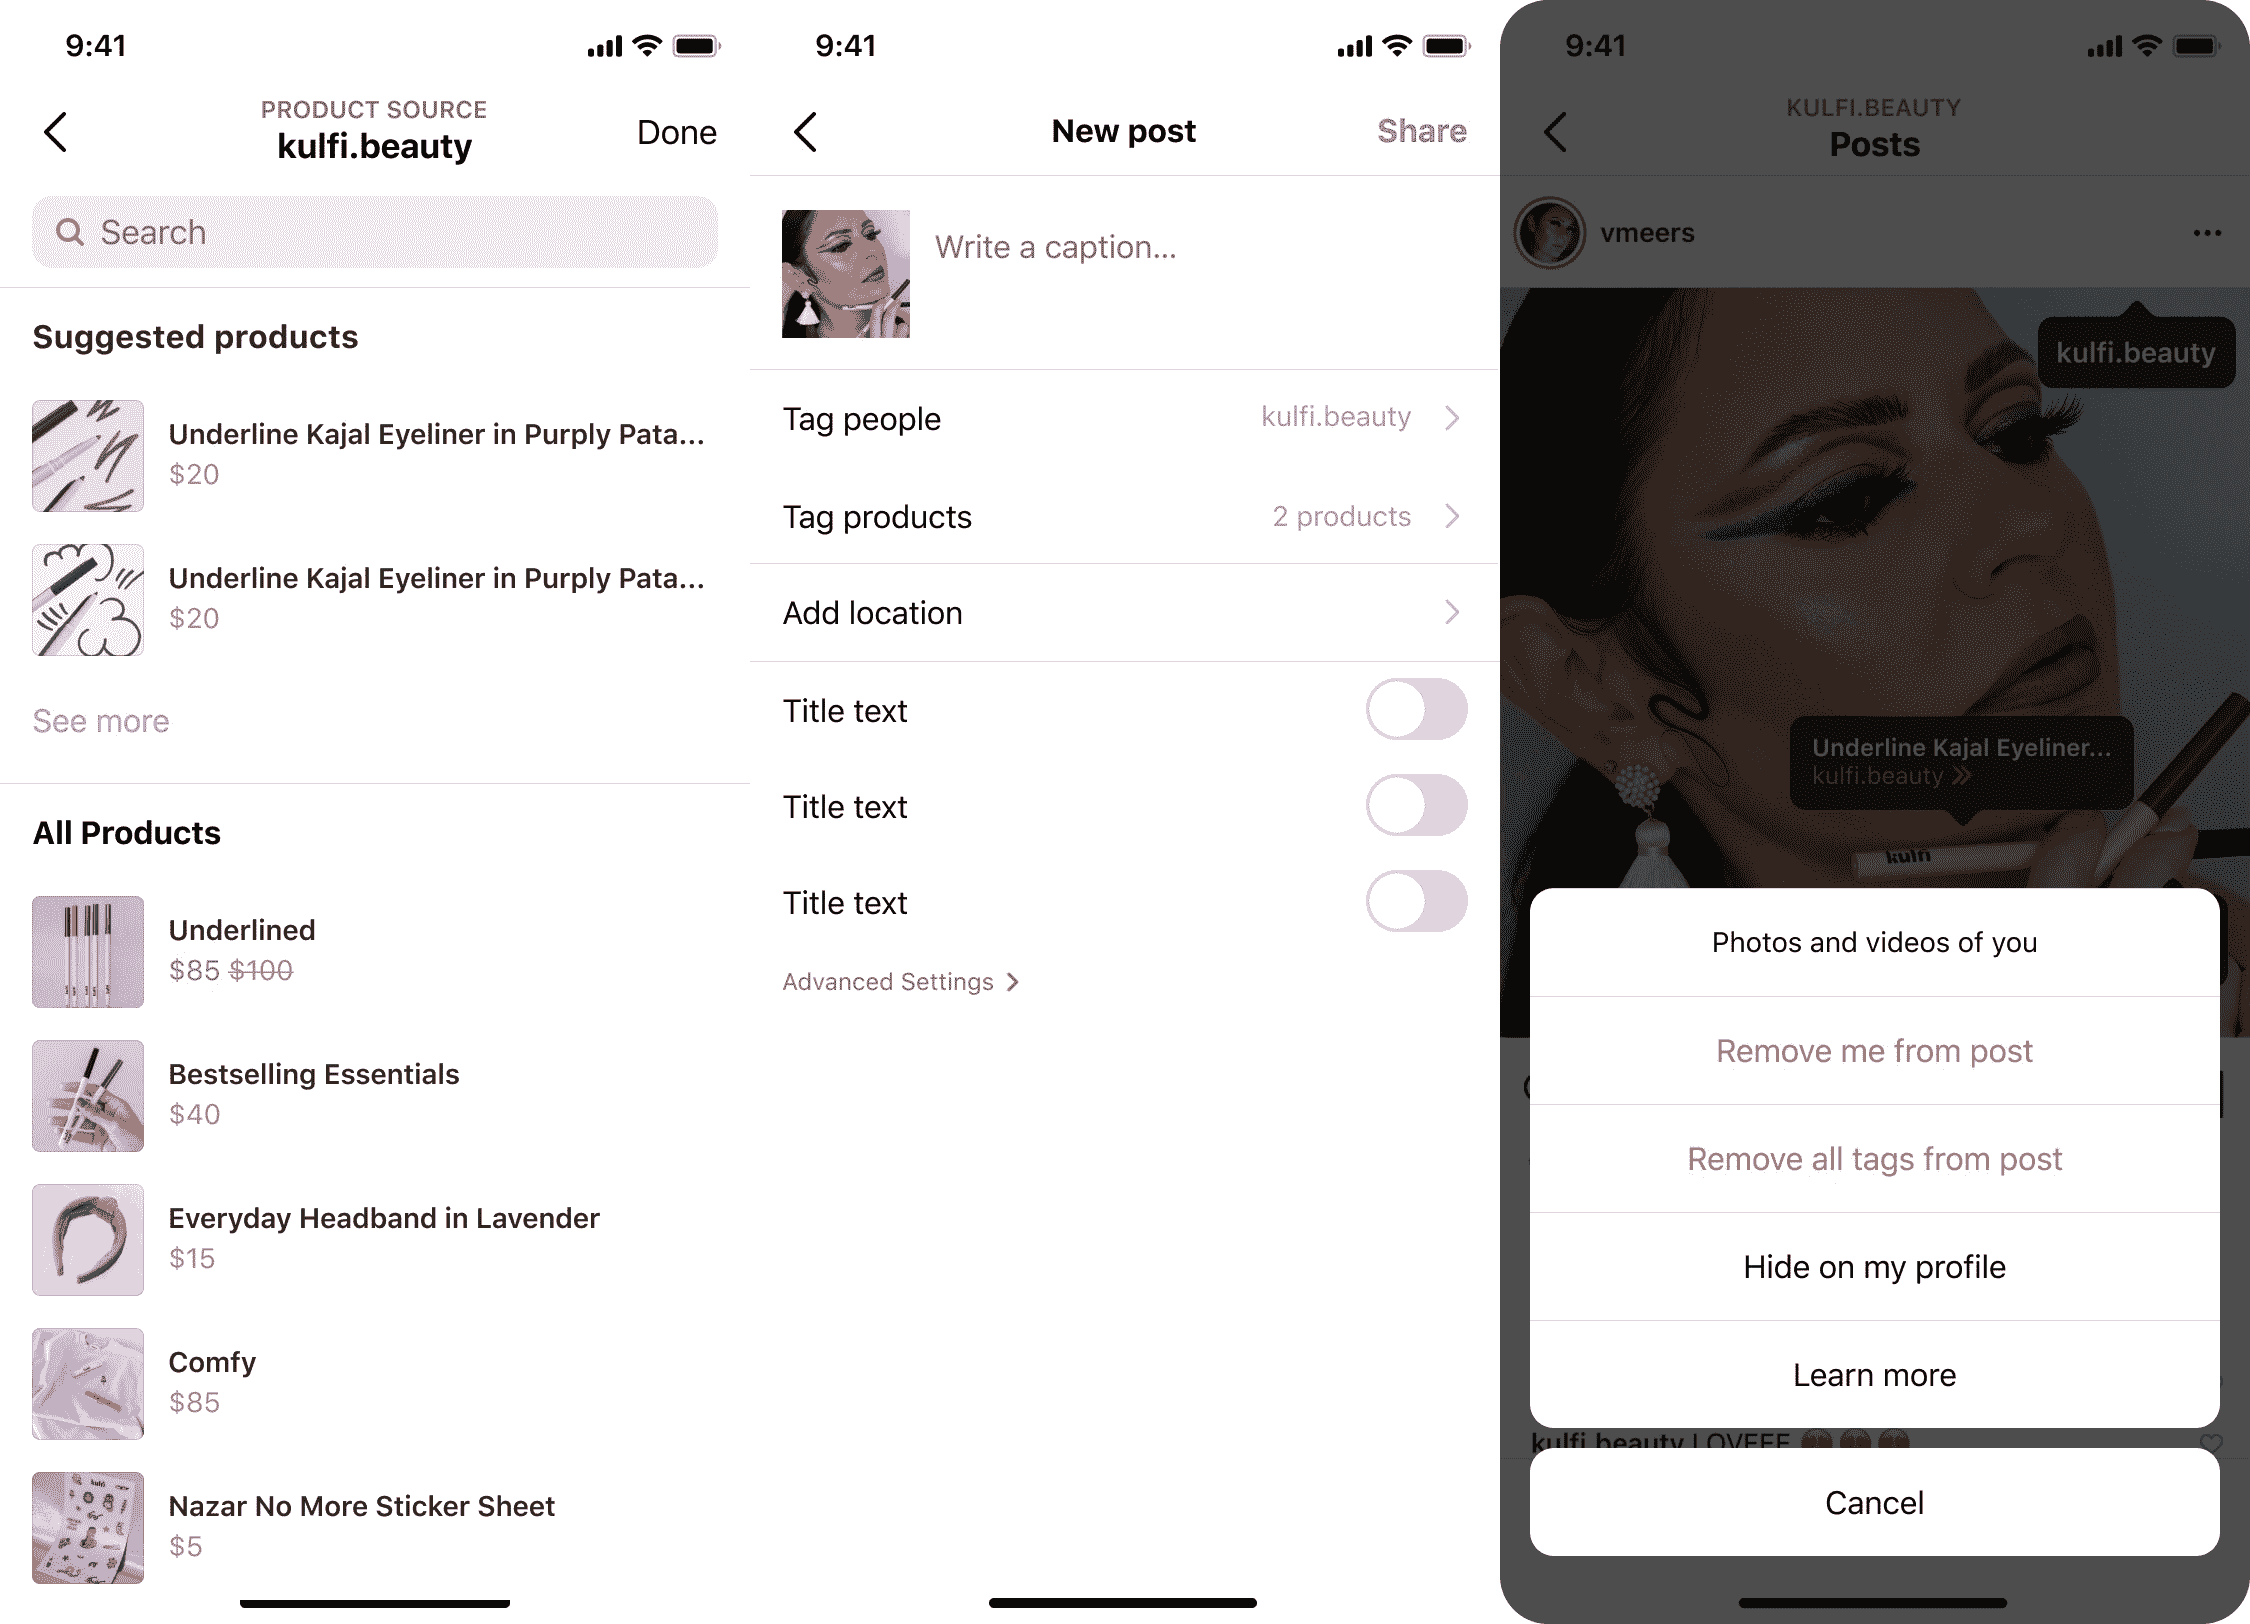 9:41
PRODUCT SOURCE
kulfi.beauty
Done
Search
Suggested products
Underline Kajal Eyeliner in Purply Pata...
$20
Underline Kajal Eyeliner in Purply Pata...
$20
See more
All Products
Underlined
$85 $100
Bestselling Essentials
$40
Everyday Headband in Lavender
$15
Comfy
$85
Nazar No More Sticker Sheet
$5
9:41
New post
Share
Write a caption...
Tag people
kulfi.beauty
Tag products
2 products
Add location
Title text
Title text
Title text
Advanced Settings
9:41
KULFI.BEAUTY
Posts
vmeers
kulfi.beauty
Underline Kajal Eyeliner...
kulfi.beauty
kulfi
Photos and videos of you
Remove me from post
Remove all tags from post
Hide on my profile
Learn more
kulfi.beauty LOVEEE
Cancel